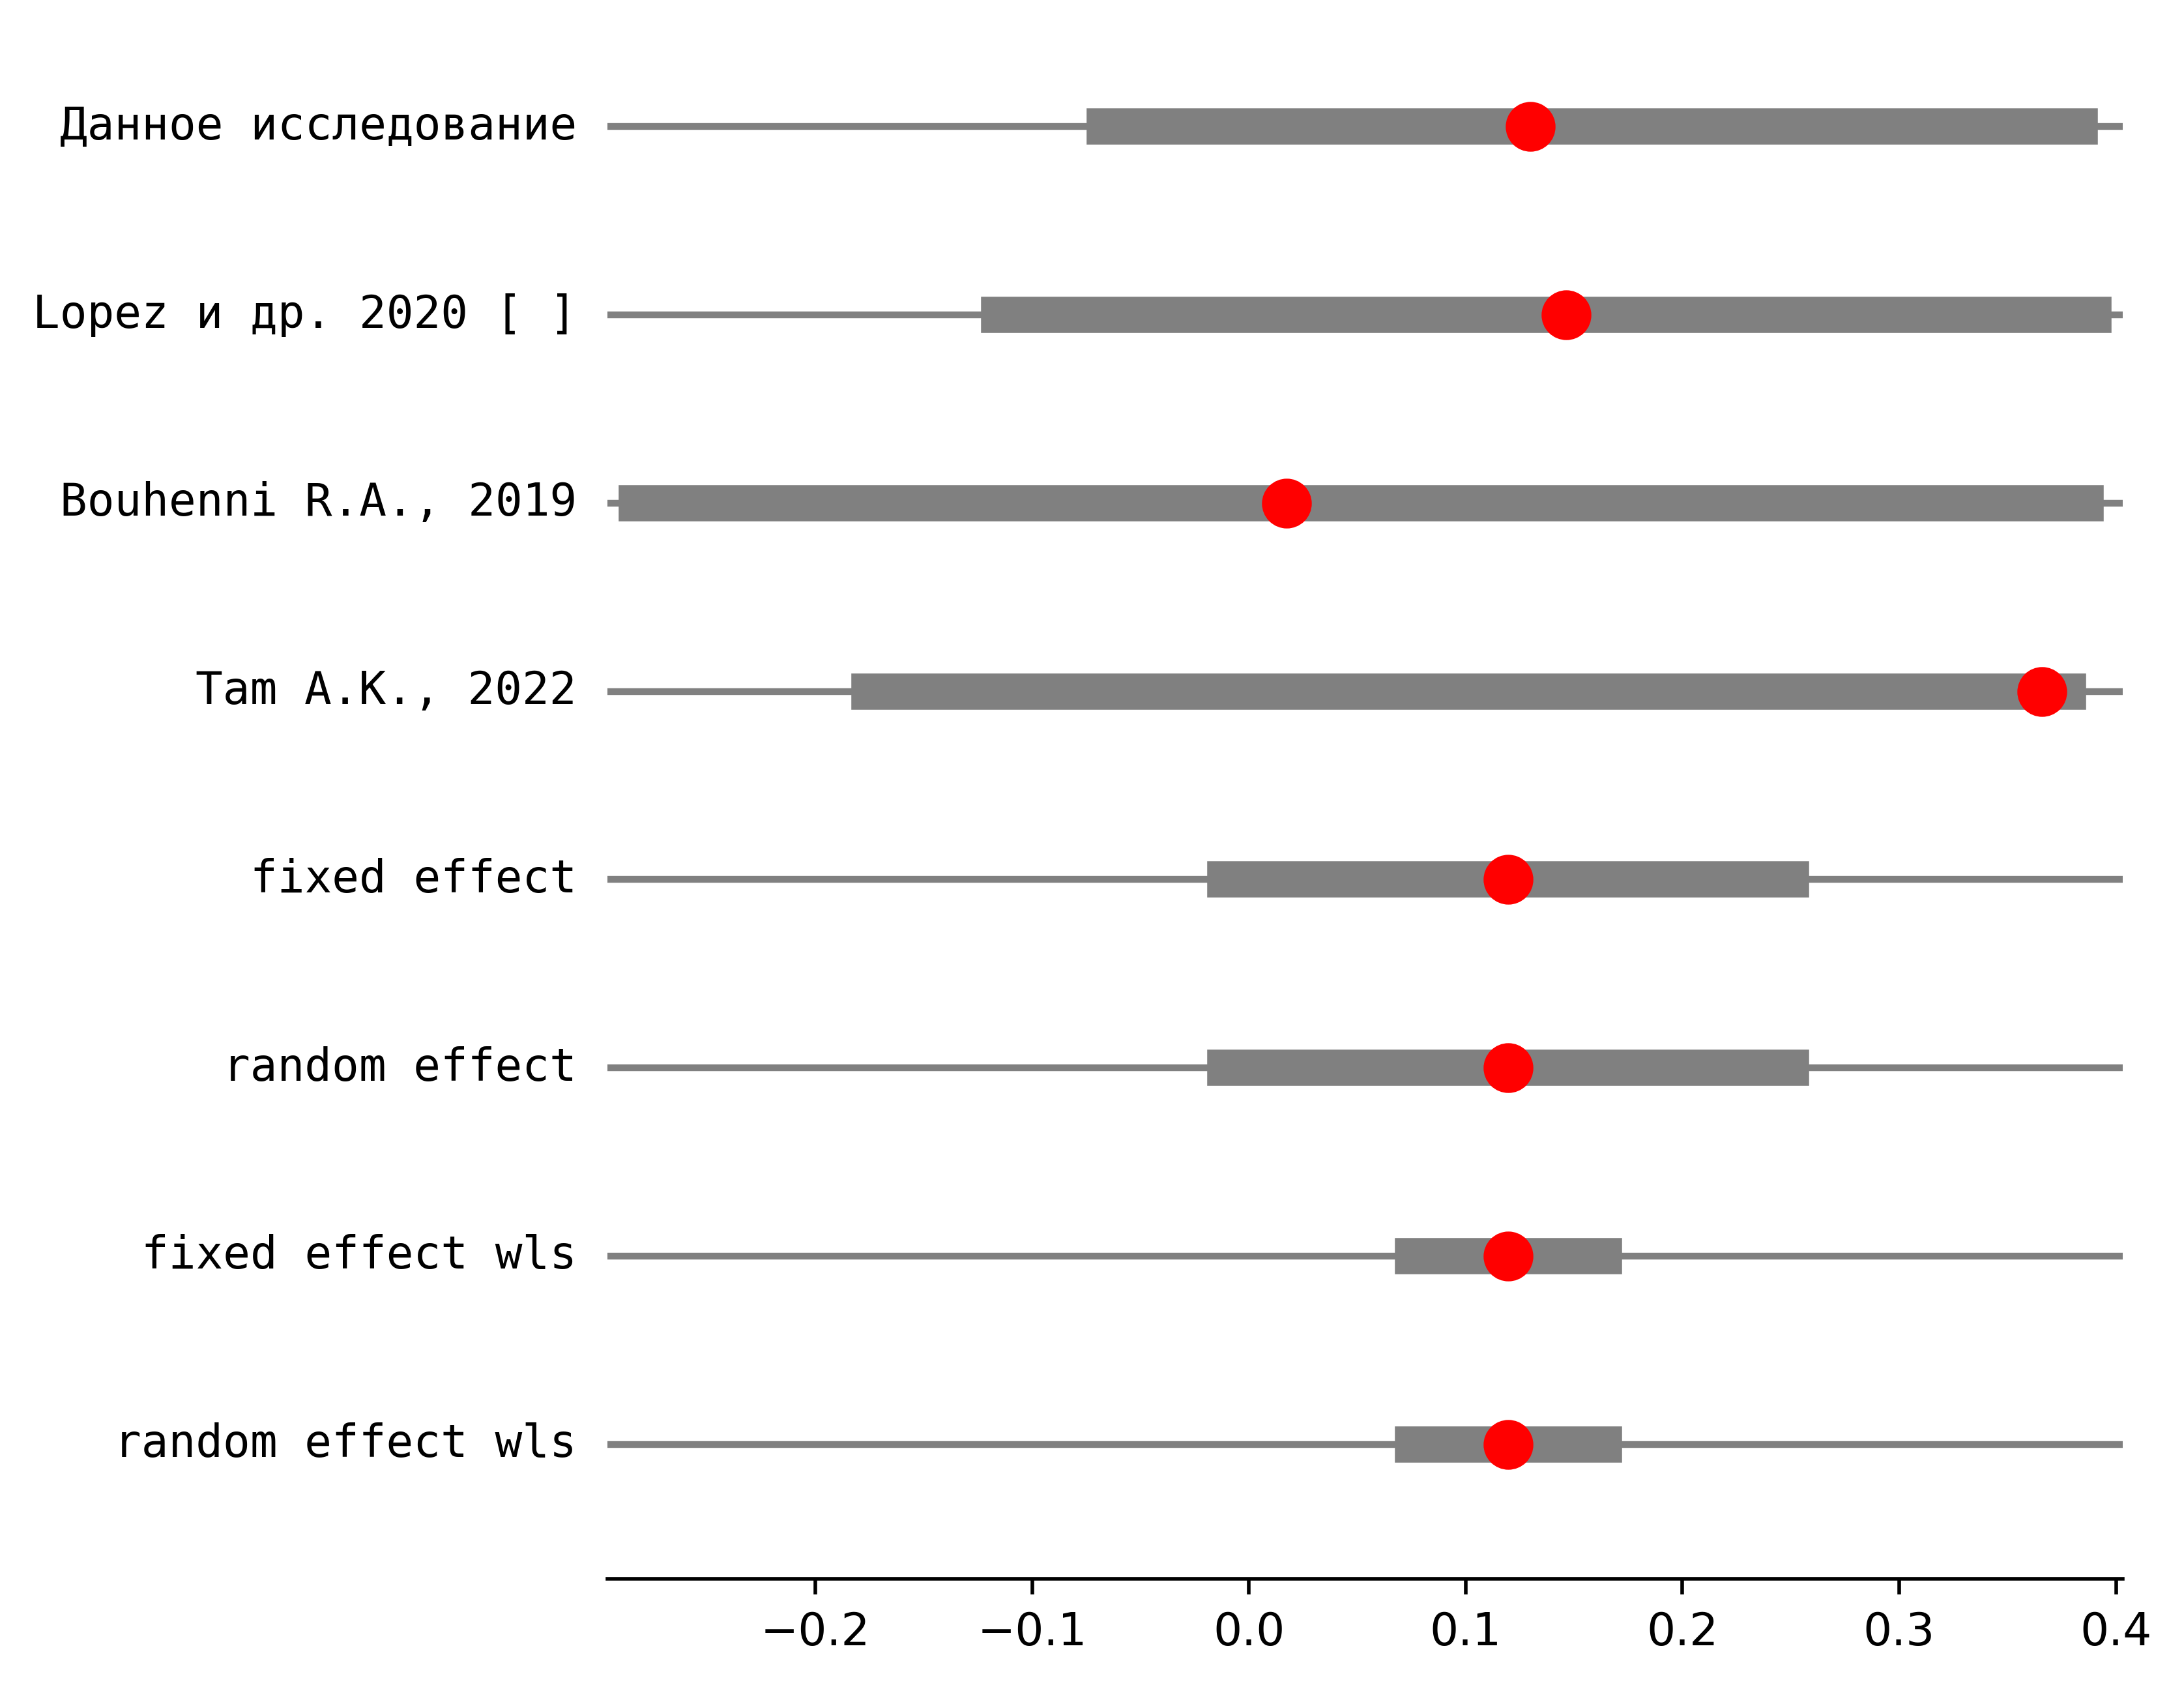 Данное исследование
Lopez и др. 2020 [ ]
Bouhenni R.A., 2019
Tam A.K., 2022
fixed effect
random effect
fixed effect wls
random effect wls
−0.2 −0.1 0.0 0.1 0.2 0.3 0.4